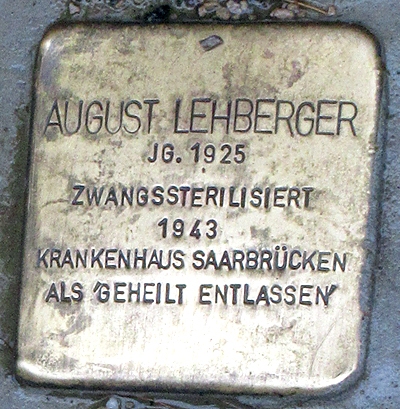 AUGUST LEHBERGER
JG. 1925
ZWANGSSTERILISIERT
1943
KRANKENHAUS SAARBRÜCKEN
ALS 'GEHEILT ENTLASSEN'